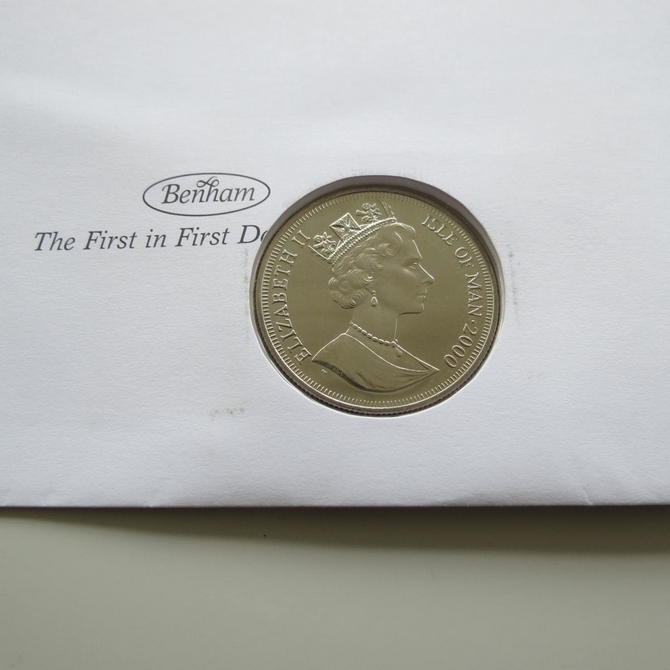 Benham
The First in First D
ELIZABETH II
ISLE OF MAN·2000